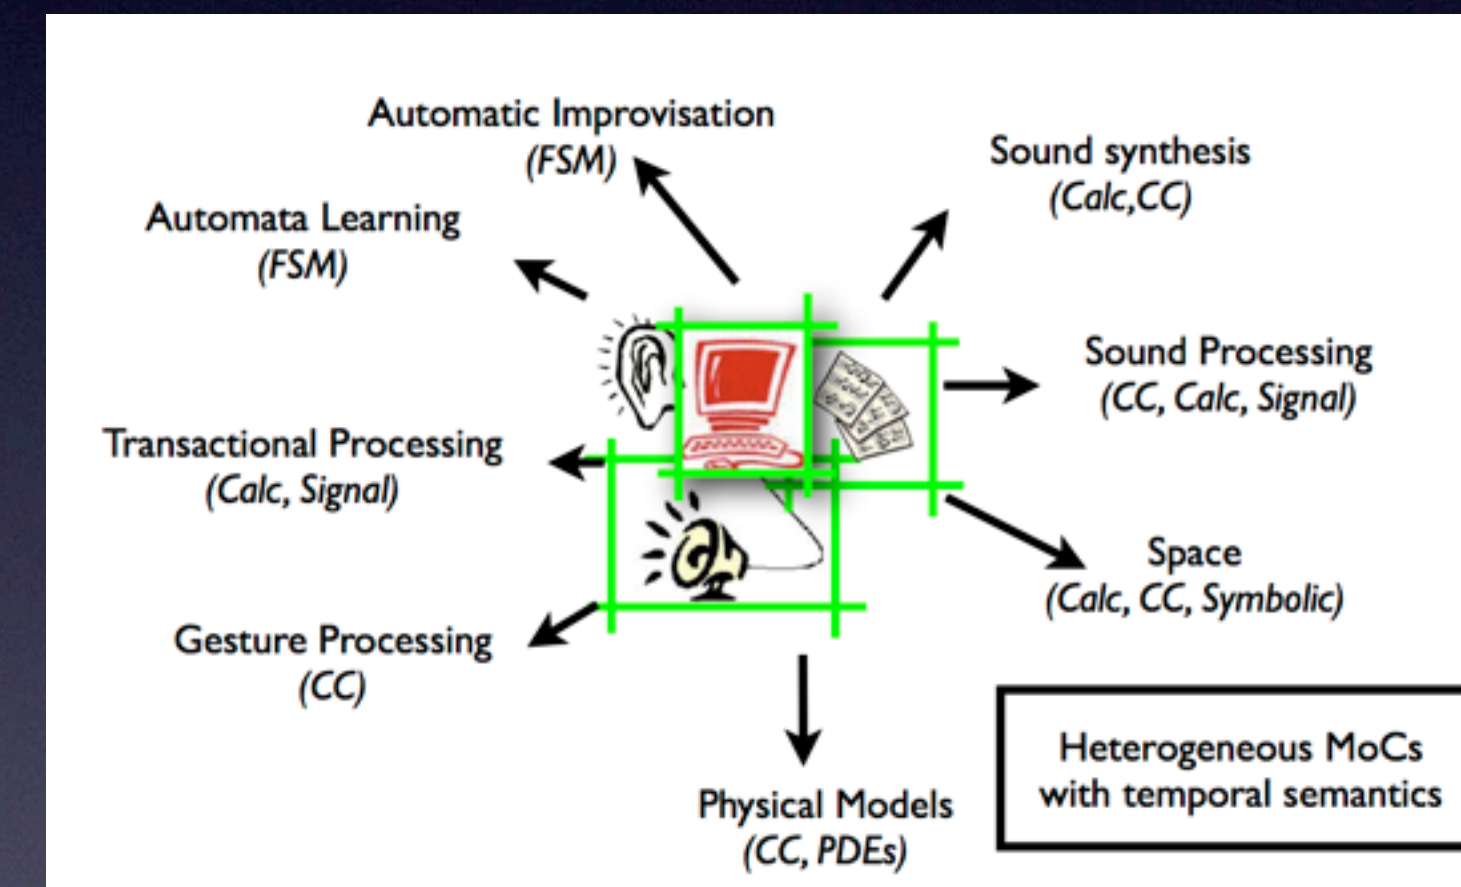 Automatic Improvisation
(FSM)
Sound synthesis
(Calc,CC)
Automata Learning
(FSM)
Sound Processing
(CC, Calc, Signal)
Transactional Processing
(Calc, Signal)
Space
(Calc, CC, Symbolic)
Gesture Processing
(CC)
Heterogeneous MoCs
with temporal semantics
Physical Models
(CC, PDEs)